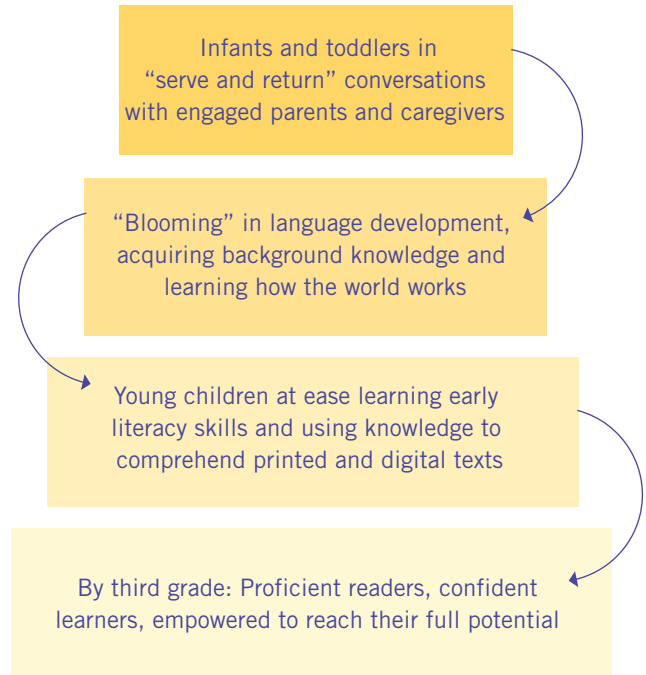 Infants and toddlers in
“serve and return” conversations
with engaged parents and caregivers
“Blooming” in language development,
acquiring background knowledge and
learning how the world works
Young children at ease learning early
literacy skills and using knowledge to
comprehend printed and digital texts
By third grade: Proficient readers, confident
learners, empowered to reach their full potential